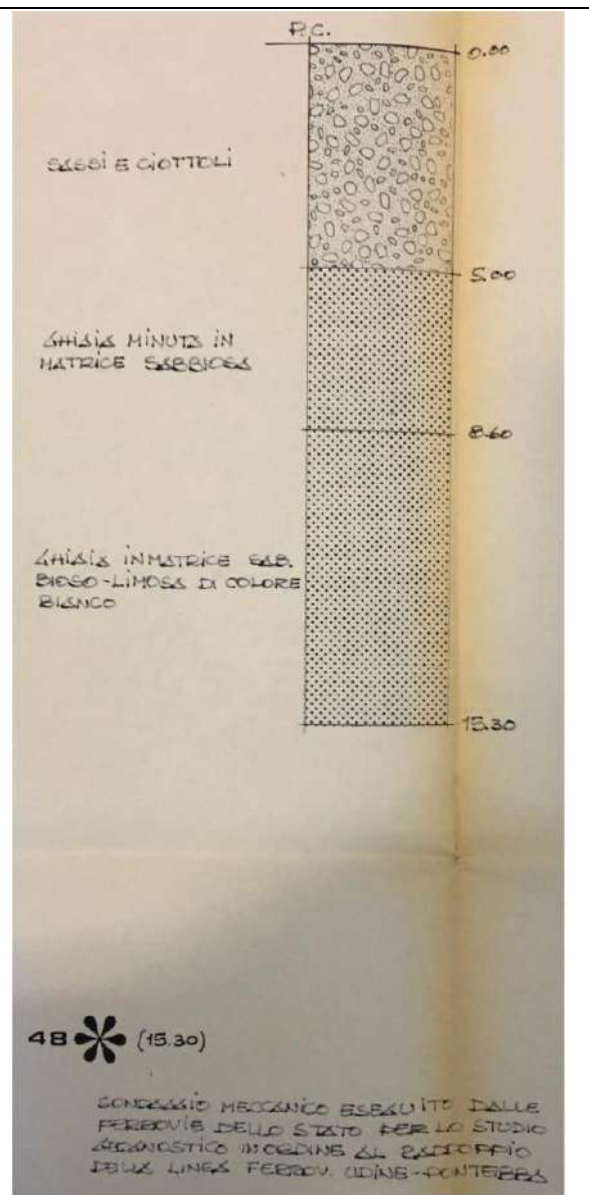 P.C.
0.00
SASSI E CIOTTOLI
5.00
GHIAIA MINUTA IN
MATRICE SABBIOSA
8.60
GHIAIA IN MATRICE SAB.
BIOSO-LIMOSA DI COLORE
BIANCO
15.30
48 (15.30)
SONDAGGIO MECCANICO ESEGUITO DALLE
FERROVIE DELLO STATO PER LO STUDIO
GEOGNOSTICO IN ORDINE AL RADDOPPIO
DELLA LINEA FERROV. UDINE-PONTEBBA